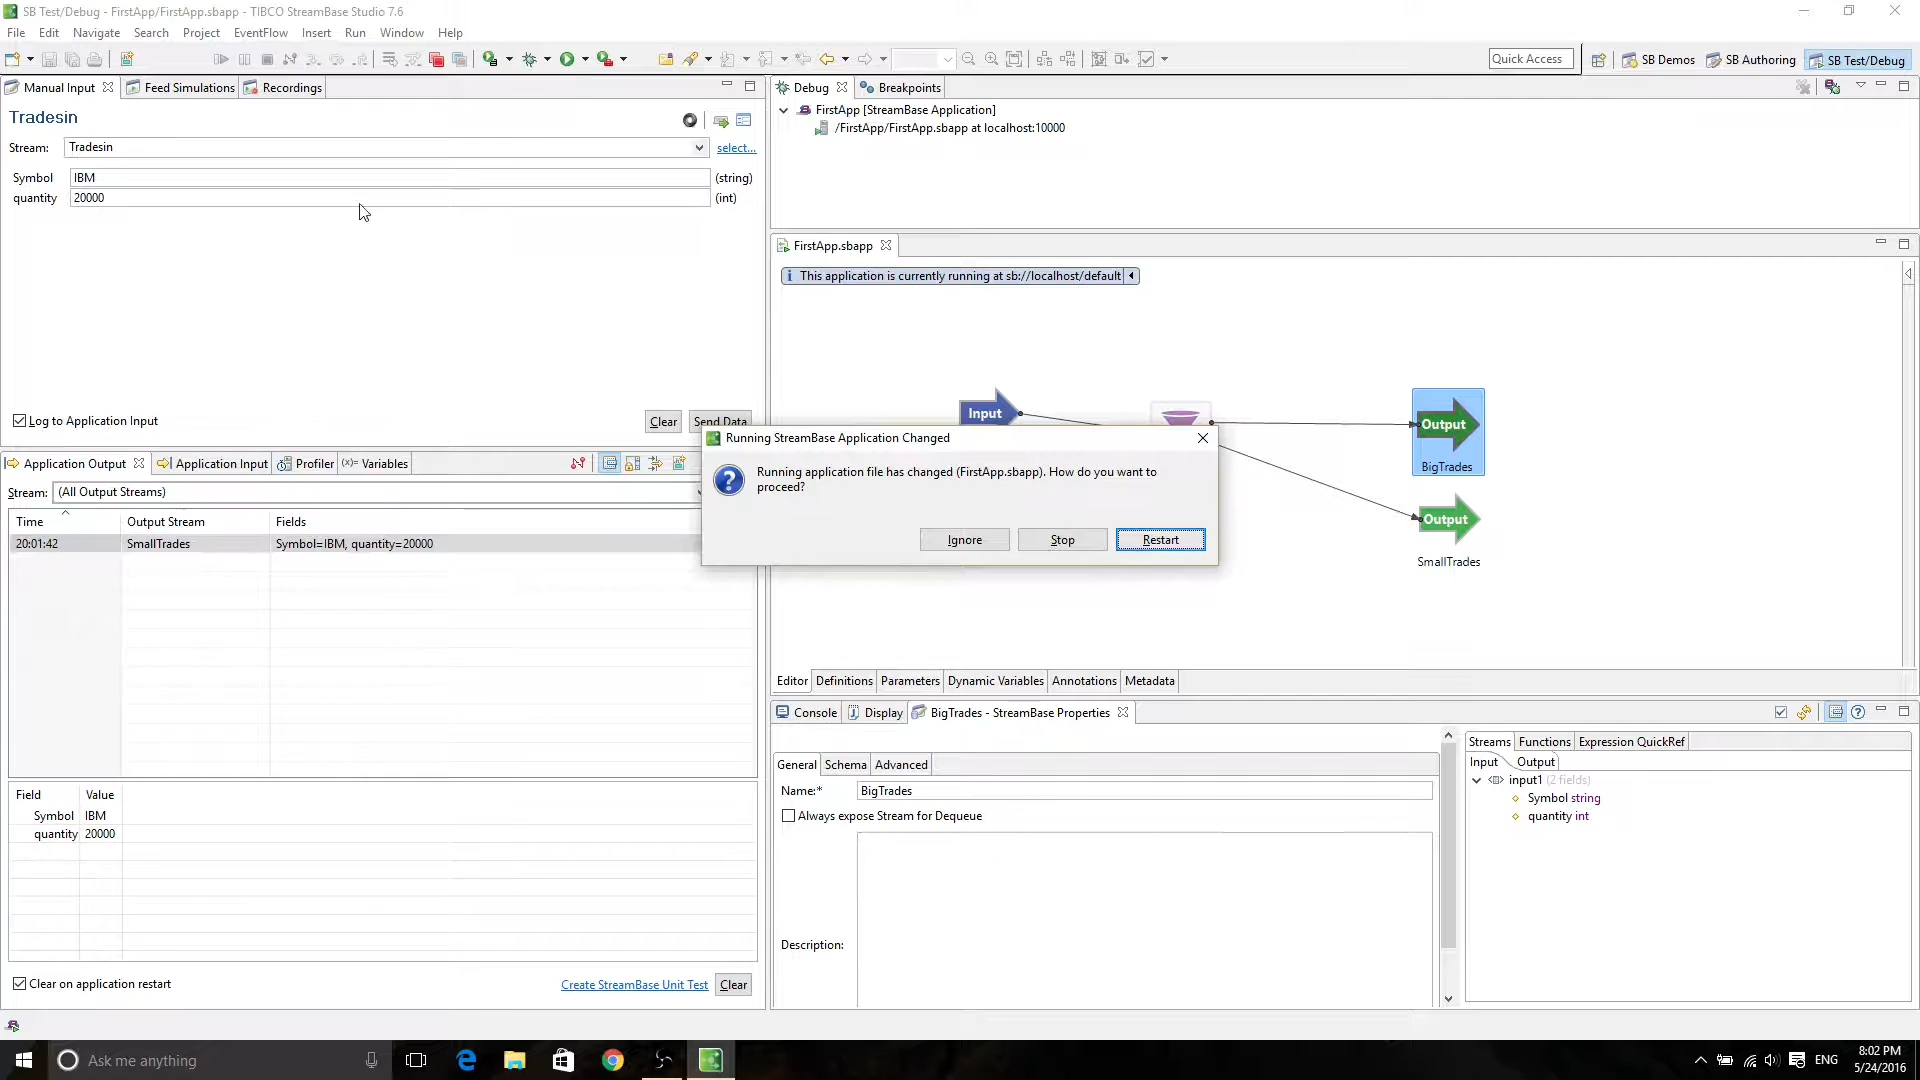 SB Test/Debug - FirstApp/FirstApp.sbapp - TIBCO StreamBase Studio 7.6
File Edit Navigate Search Project EventFlow Insert Run Window Help
Quick Access SB Demos SB Authoring SB Test/Debug
Manual Input Feed Simulations Recordings
Tradesin
Stream: Tradesin select...
Symbol IBM (string)
quantity 20000 (int)
Log to Application Input Clear Send Data
Application Output Application Input Profiler (x)= Variables
Stream: (All Output Streams)
Time Output Stream Fields
20:01:42 SmallTrades Symbol=IBM, quantity=20000
Field Value
Symbol IBM
quantity 20000
Clear on application restart Create StreamBase Unit Test Clear
Debug Breakpoints
FirstApp [StreamBase Application]
/FirstApp/FirstApp.sbapp at localhost:10000
FirstApp.sbapp
i This application is currently running at sb://localhost/default
Input
Output
BigTrades
Output
SmallTrades
Running StreamBase Application Changed
Running application file has changed (FirstApp.sbapp). How do you want to
proceed?
Ignore Stop Restart
Editor Definitions Parameters Dynamic Variables Annotations Metadata
Console Display BigTrades - StreamBase Properties
General Schema Advanced
Name:* BigTrades
Always expose Stream for Dequeue
Description:
Streams Functions Expression QuickRef
Input Output
input1 (2 fields)
Symbol string
quantity int
Ask me anything
ENG
8:02 PM
5/24/2016